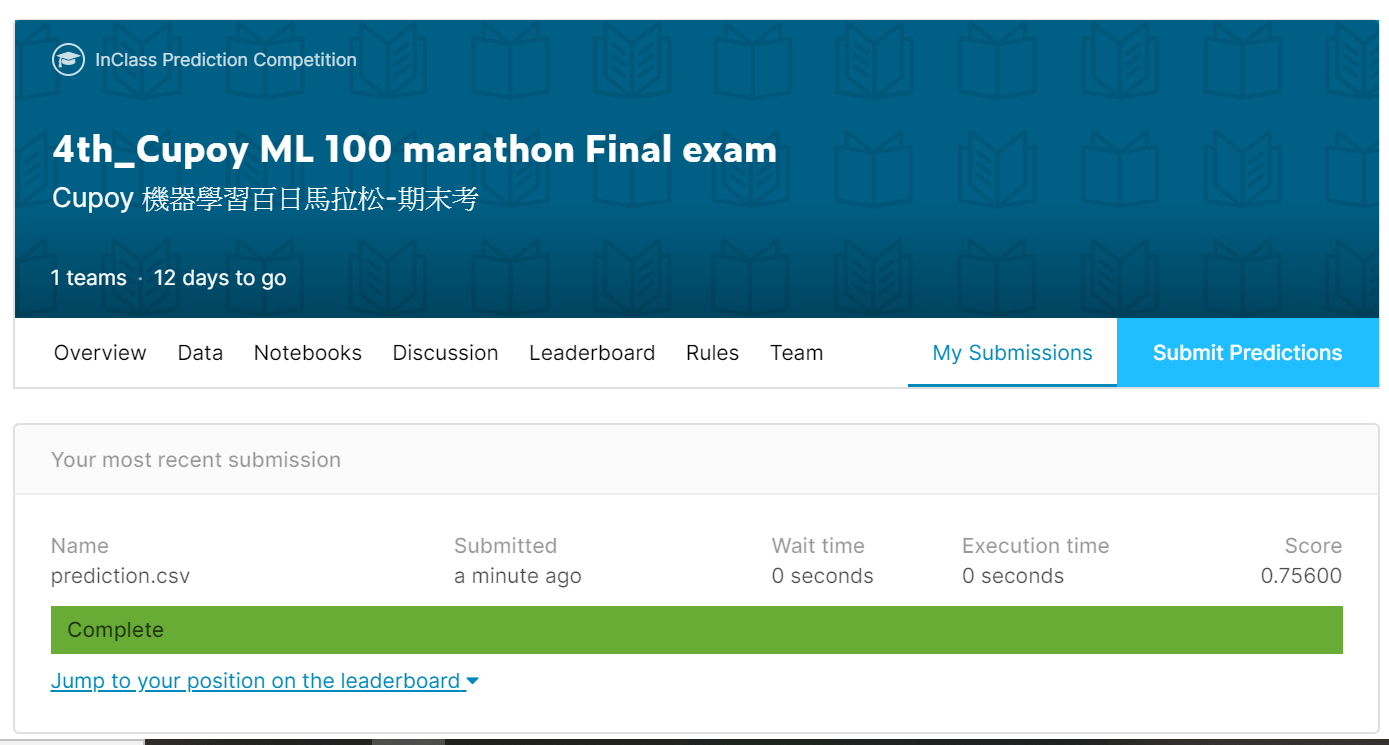 InClass Prediction Competition
4th_Cupoy ML 100 marathon Final exam
Cupoy 機器學習百日馬拉松-期末考
1 teams · 12 days to go
Overview Data Notebooks Discussion Leaderboard Rules Team My Submissions Submit Predictions
Your most recent submission
Name Submitted Wait time Execution time Score
prediction.csv a minute ago 0 seconds 0 seconds 0.75600
Complete
Jump to your position on the leaderboard